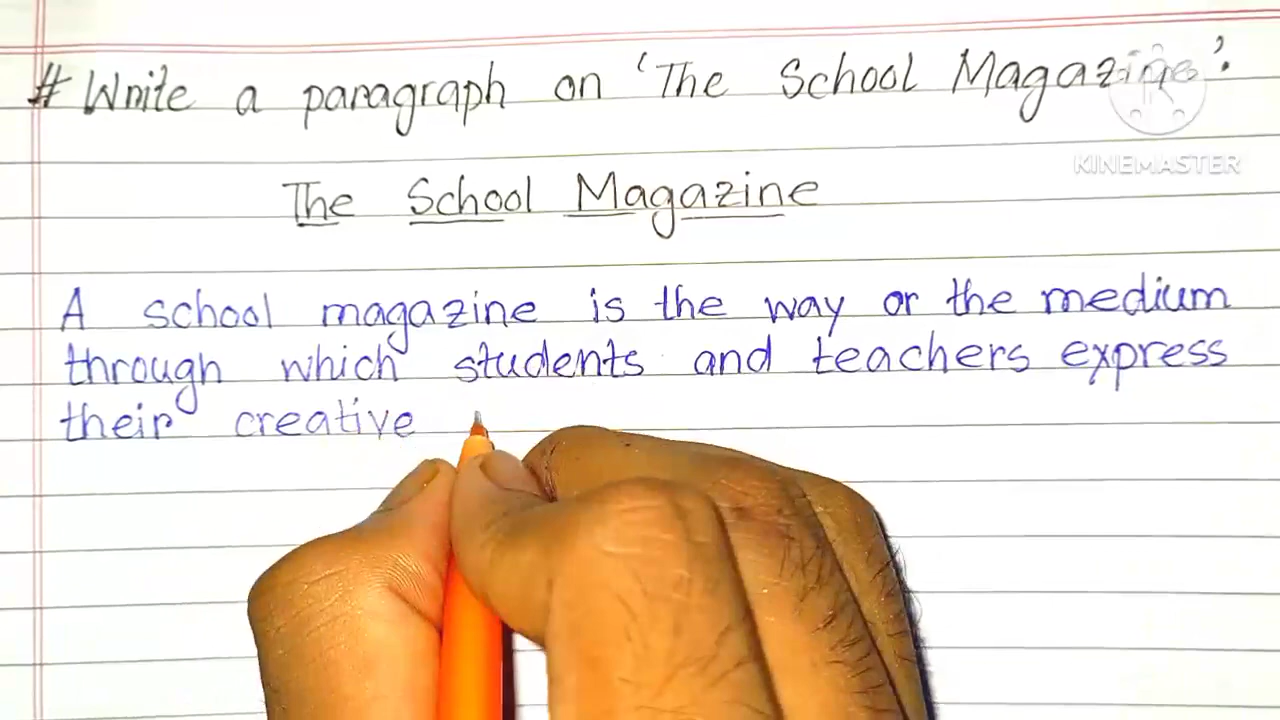 # Write a paragraph on 'The School Magazine'.
KINEMASTER
The School Magazine
A school magazine is the way or the medium
through which students and teachers express
their creative